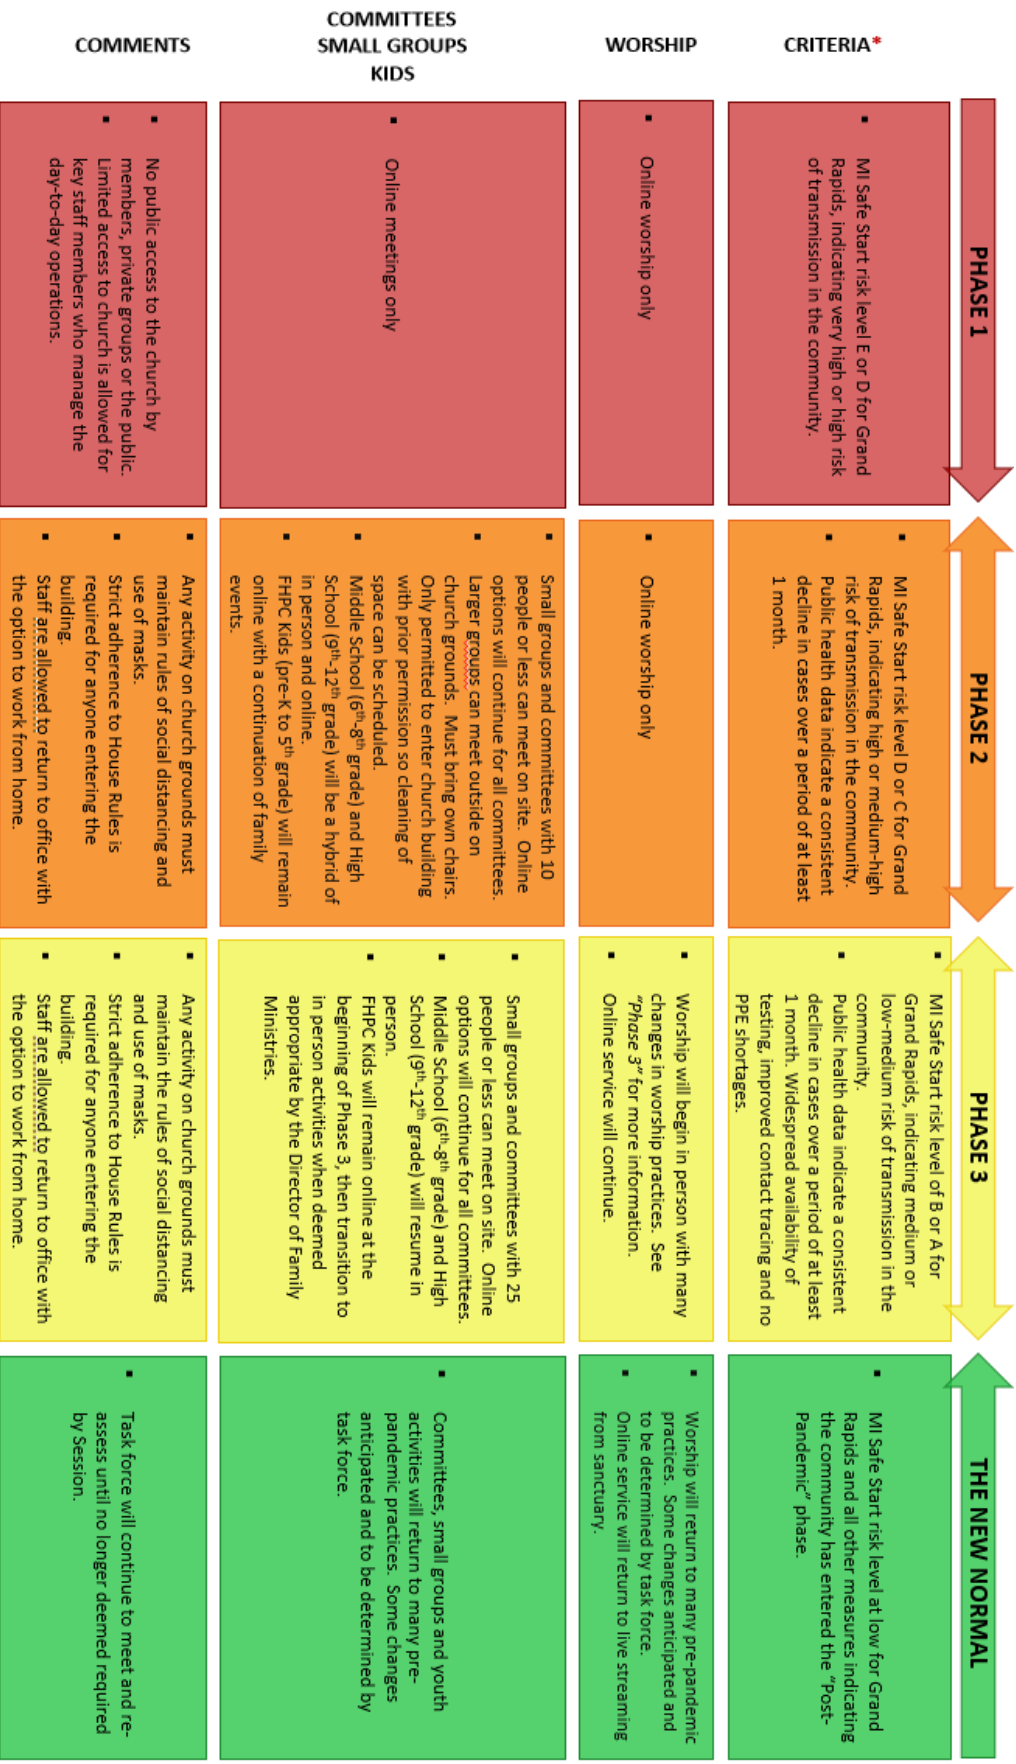 PHASE 1
PHASE 2
PHASE 3
THE NEW NORMAL
CRITERIA*
▪ MI Safe Start risk level E or D for Grand
Rapids, indicating very high or high risk
of transmission in the community.
▪ MI Safe Start risk level D or C for Grand
Rapids, indicating high or medium-high
risk of transmission in the community.
▪ Public health data indicate a consistent
decline in cases over a period of at least
1 month.
▪ MI Safe Start risk level of B or A for
Grand Rapids, indicating medium or
low-medium risk of transmission in the
community.
▪ Public health data indicate a consistent
decline in cases over a period of at least
1 month. Widespread availability of
testing, improved contact tracing and no
PPE shortages.
▪ MI Safe Start risk level at low for Grand
Rapids and all other measures indicating
the community has entered the "Post-
Pandemic" phase.
WORSHIP
▪ Online worship only
▪ Online worship only
▪ Worship will begin in person with many
changes in worship practices. See
"Phase 3" for more information.
▪ Online service will continue.
▪ Worship will return to many pre-pandemic
practices. Some changes anticipated and
to be determined by task force.
▪ Online service will return to live streaming
from sanctuary.
COMMITTEES
SMALL GROUPS
KIDS
▪ Online meetings only
▪ Small groups and committees with 10
people or less can meet on site. Online
options will continue for all committees.
▪ Larger groups can meet outside on
church grounds. Must bring own chairs.
Only permitted to enter church building
with prior permission so cleaning of
space can be scheduled.
▪ Middle School (6th-8th grade) and High
School (9th-12th grade) will be a hybrid of
in person and online.
▪ FHPC Kids (pre-K to 5th grade) will remain
online with a continuation of family
events.
▪ Small groups and committees with 25
people or less can meet on site. Online
options will continue for all committees.
▪ Middle School (6th-8th grade) and High
School (9th-12th grade) will resume in
person.
▪ FHPC Kids will remain online at the
beginning of Phase 3, then transition to
in person activities when deemed
appropriate by the Director of Family
Ministries.
▪ Committees, small groups and youth
activities will return to many pre-
pandemic practices. Some changes
anticipated and to be determined by
task force.
COMMENTS
▪ No public access to the church by
members, private groups or the public.
▪ Limited access to church is allowed for
key staff members who manage the
day-to-day operations.
▪ Any activity on church grounds must
maintain rules of social distancing and
use of masks.
▪ Strict adherence to House Rules is
required for anyone entering the
building.
▪ Staff are allowed to return to office with
the option to work from home.
▪ Any activity on church grounds must
maintain the rules of social distancing
and use of masks.
▪ Strict adherence to House Rules is
required for anyone entering the
building.
▪ Staff are allowed to return to office with
the option to work from home.
▪ Task force will continue to meet and re-
assess until no longer deemed required
by Session.